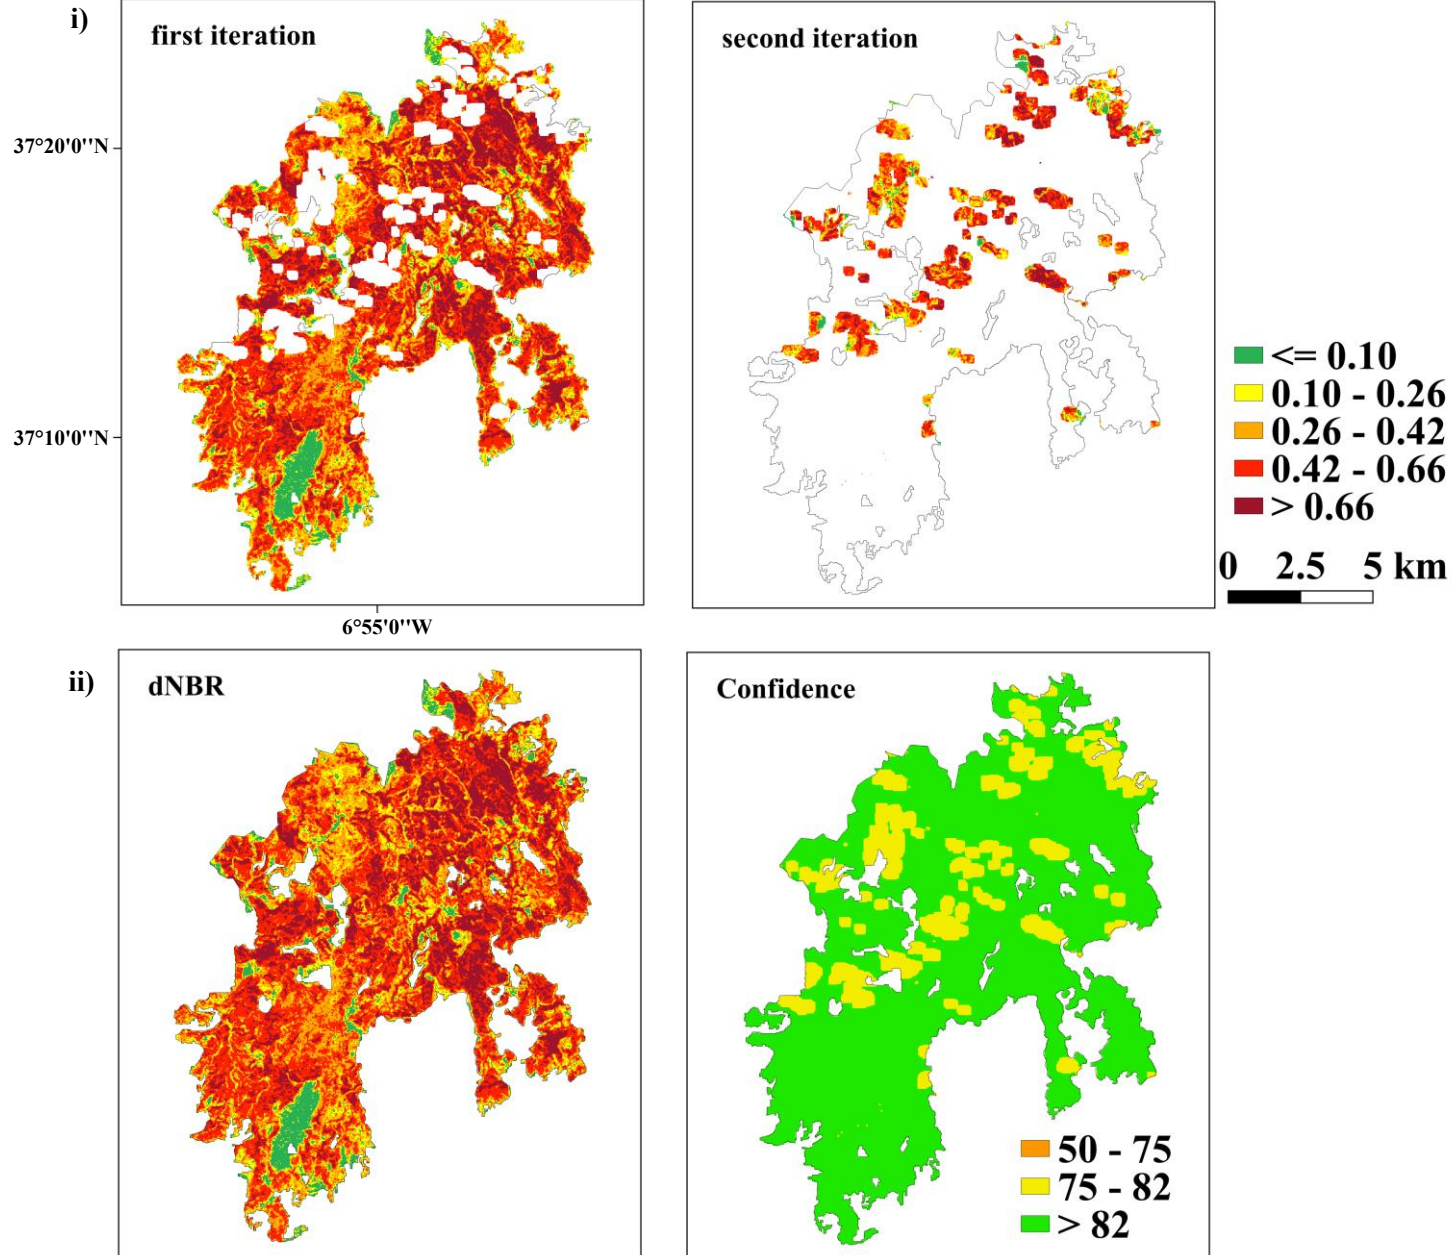 i)
first iteration
second iteration
37°20'0''N
37°10'0''N
<= 0.10
0.10 - 0.26
0.26 - 0.42
0.42 - 0.66
> 0.66
0 2.5 5 km
6°55'0''W
ii)
dNBR
Confidence
50 - 75
75 - 82
> 82